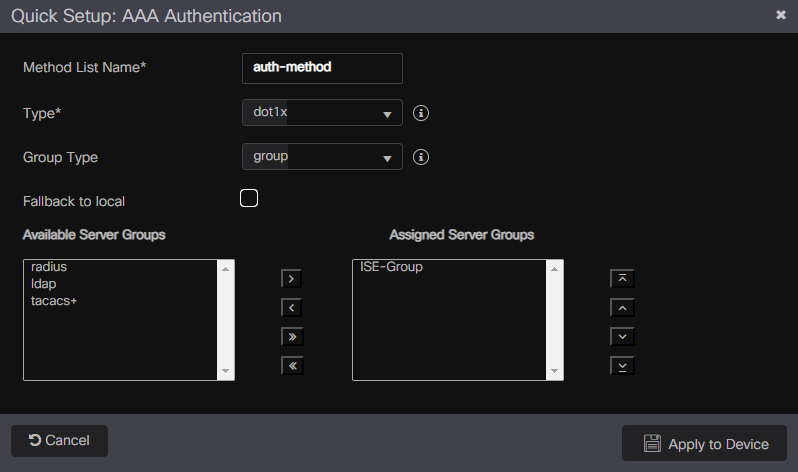 Quick Setup: AAA Authentication
Method List Name*
auth-method
Type*
dot1x
Group Type
group
Fallback to local
Available Server Groups
Assigned Server Groups
radius
ldap
tacacs+
ISE-Group
Cancel
Apply to Device